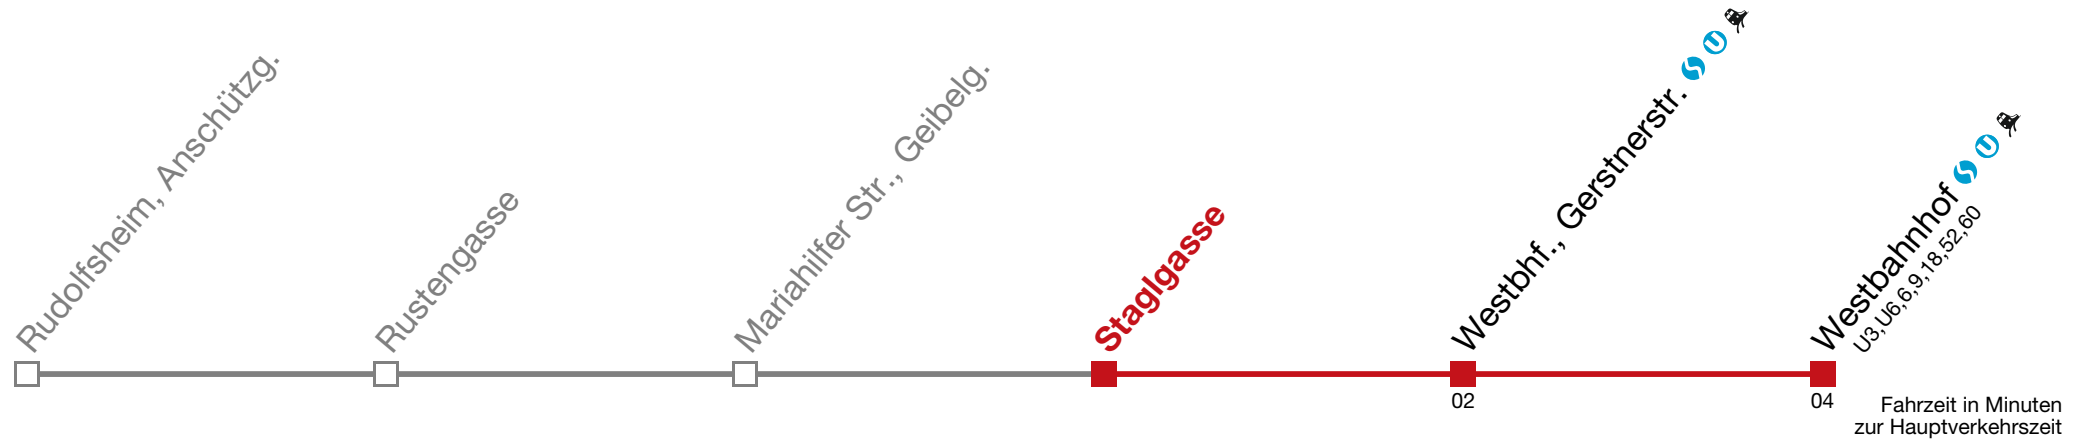 Rudolfsheim, Anschützg.
Rustengasse
Mariahilfer Str., Geibelg.
Staglgasse
Westbhf., Gerstnerstr. S U
Westbahnhof S U
U3,U6,6,9,18,52,60
02
04
Fahrzeit in Minuten
zur Hauptverkehrszeit